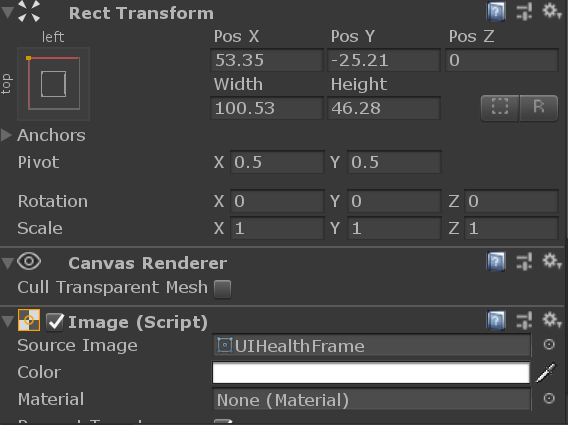 Rect Transform
left
Pos X Pos Y Pos Z
top
53.35 -25.21 0
Width Height
100.53 46.28
R
Anchors
Pivot X 0.5 Y 0.5
Rotation X 0 Y 0 Z 0
Scale X 1 Y 1 Z 1
Canvas Renderer
Cull Transparent Mesh
Image (Script)
Source Image UIHealthFrame
Color
Material None (Material)